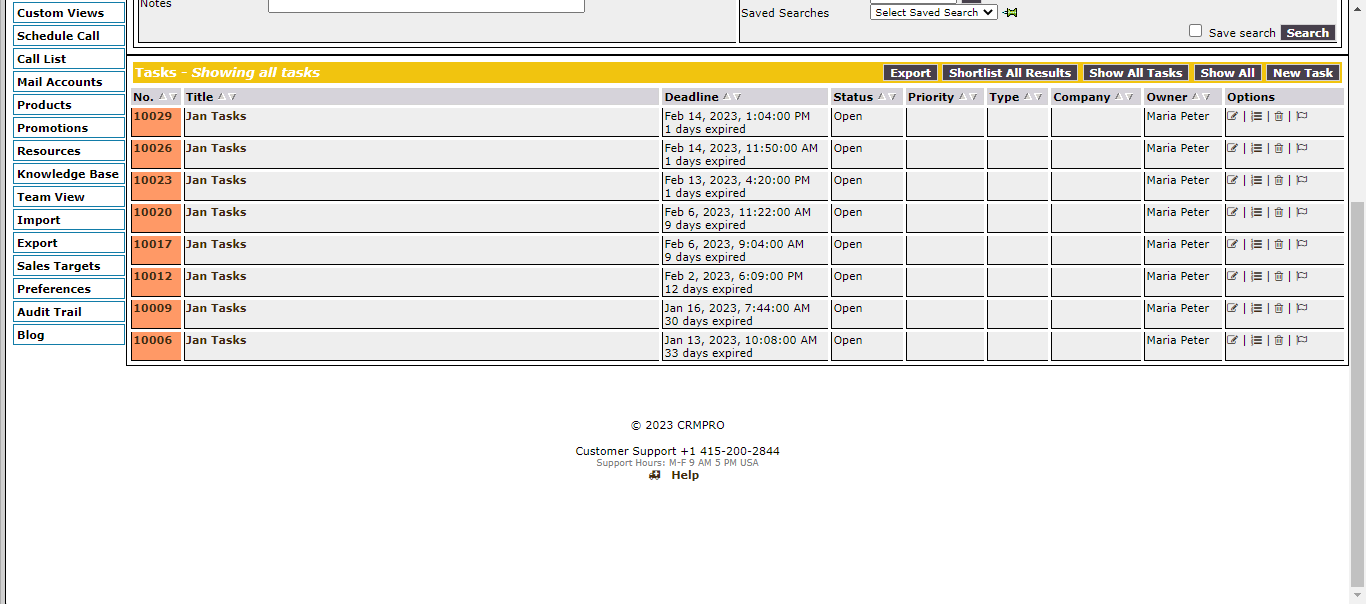 Custom Views
Schedule Call
Call List
Mail Accounts
Products
Promotions
Resources
Knowledge Base
Team View
Import
Export
Sales Targets
Preferences
Audit Trail
Blog
Notes
Saved Searches Select Saved Search
Save search Search
Tasks - Showing all tasks Export Shortlist All Results Show All Tasks Show All New Task
No. Title Deadline Status Priority Type Company Owner Options
10029 Jan Tasks Feb 14, 2023, 1:04:00 PM Open Maria Peter | | |
1 days expired
10026 Jan Tasks Feb 14, 2023, 11:50:00 AM Open Maria Peter | | |
1 days expired
10023 Jan Tasks Feb 13, 2023, 4:20:00 PM Open Maria Peter | | |
1 days expired
10020 Jan Tasks Feb 6, 2023, 11:22:00 AM Open Maria Peter | | |
9 days expired
10017 Jan Tasks Feb 6, 2023, 9:04:00 AM Open Maria Peter | | |
9 days expired
10012 Jan Tasks Feb 2, 2023, 6:09:00 PM Open Maria Peter | | |
12 days expired
10009 Jan Tasks Jan 16, 2023, 7:44:00 AM Open Maria Peter | | |
30 days expired
10006 Jan Tasks Jan 13, 2023, 10:08:00 AM Open Maria Peter | | |
33 days expired
© 2023 CRMPRO
Customer Support +1 415-200-2844
Support Hours: M-F 9 AM 5 PM USA
Help